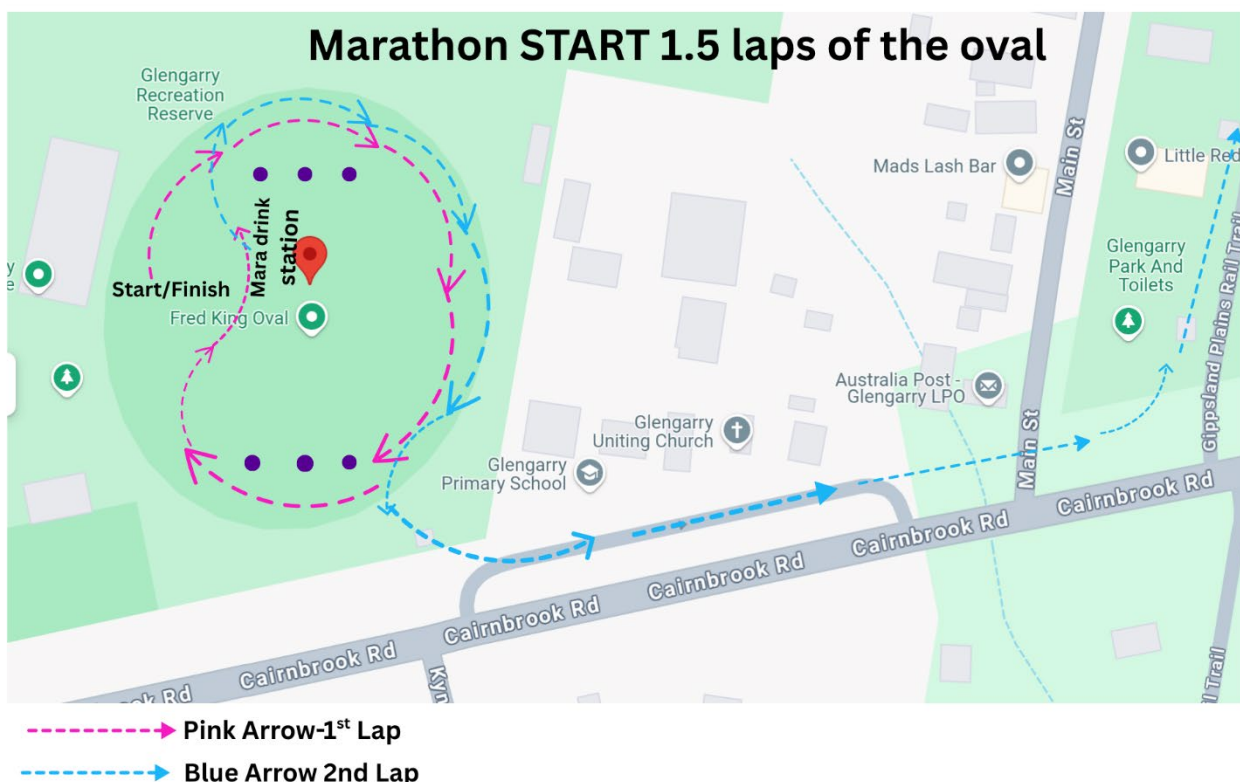 Marathon START 1.5 laps of the oval
Glengarry
Recreation
Reserve
Mads Lash Bar
Main St
Little Red
Mara drink
station
Start/Finish
Fred King Oval
Glengarry
Park And
Toilets
Gippsland Plains Rail Trail
Australia Post -
Glengarry LPO
Glengarry
Uniting Church
Main St
Glengarry
Primary School
Cairnbrook Rd
Cairnbrook Rd
Cairnbrook Rd
Cairnbrook Rd
Cairnbrook Rd
Trail
Pink Arrow-1st Lap
Blue Arrow 2nd Lap